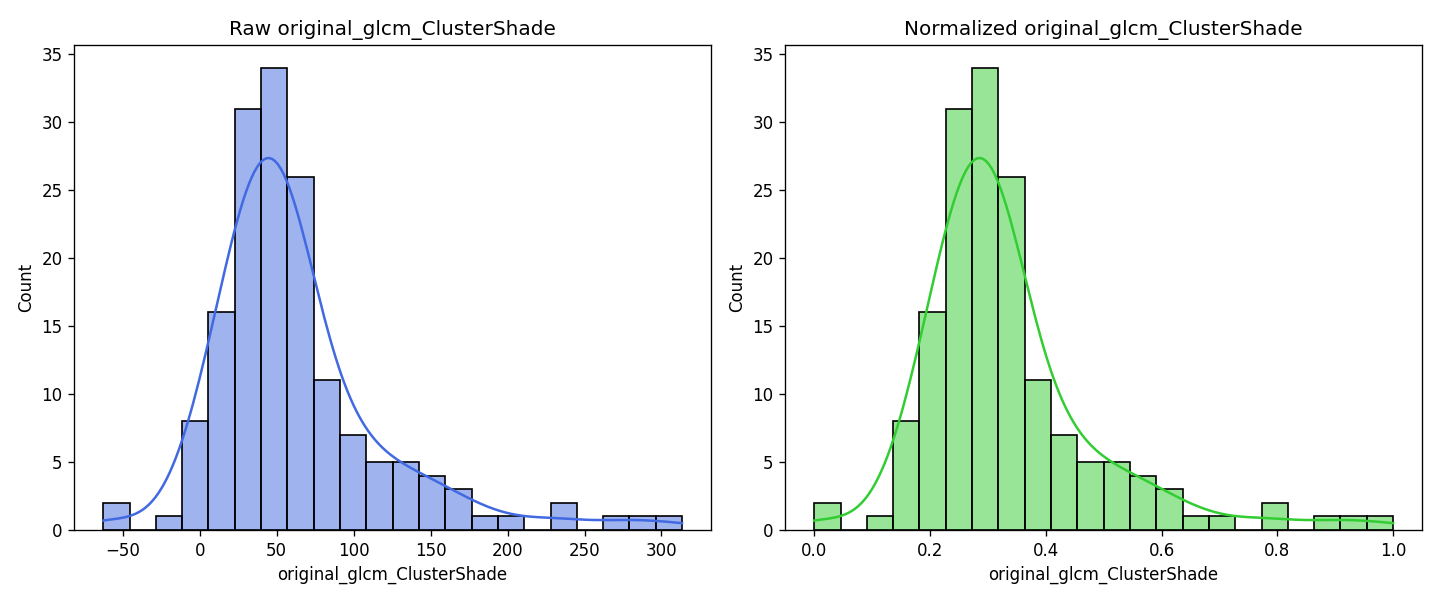 Raw original_glcm_ClusterShade
Count
35
30
25
20
15
10
5
0
−50 0 50 100 150 200 250 300
original_glcm_ClusterShade
Normalized original_glcm_ClusterShade
Count
35
30
25
20
15
10
5
0
0.0 0.2 0.4 0.6 0.8 1.0
original_glcm_ClusterShade